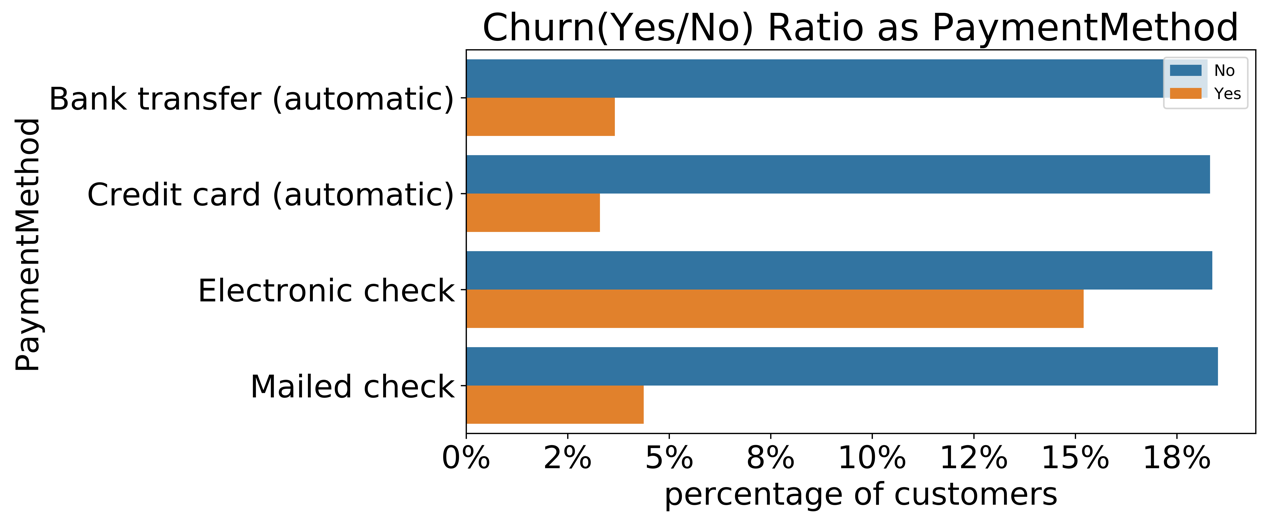 Churn(Yes/No) Ratio as PaymentMethod
No
Yes
PaymentMethod
Bank transfer (automatic)
Credit card (automatic)
Electronic check
Mailed check
0% 2% 5% 8% 10% 12% 15% 18%
percentage of customers